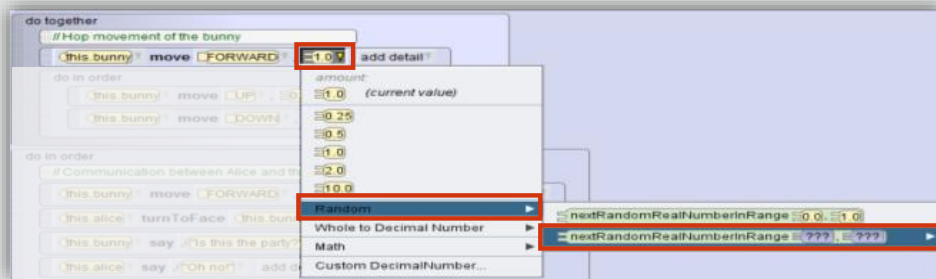 do together
// Hop movement of the bunny
this.bunny move FORWARD , 1.0 add detail
amount:
1.0 (current value)
do in order
this.bunny move UP
this.bunny move DOWN
0.25
0.5
1.0
2.0
10.0
do in order
// Communication between Alice and th
this.bunny move FORWARD
this.alice turnToFace this.bunn
this.bunny say "Is this the party?"
this.alice say "Oh no!" add d
Random
nextRandomRealNumberInRange 0.0 , 1.0
Whole to Decimal Number
nextRandomRealNumberInRange ??? , ???
Math
Custom DecimalNumber...